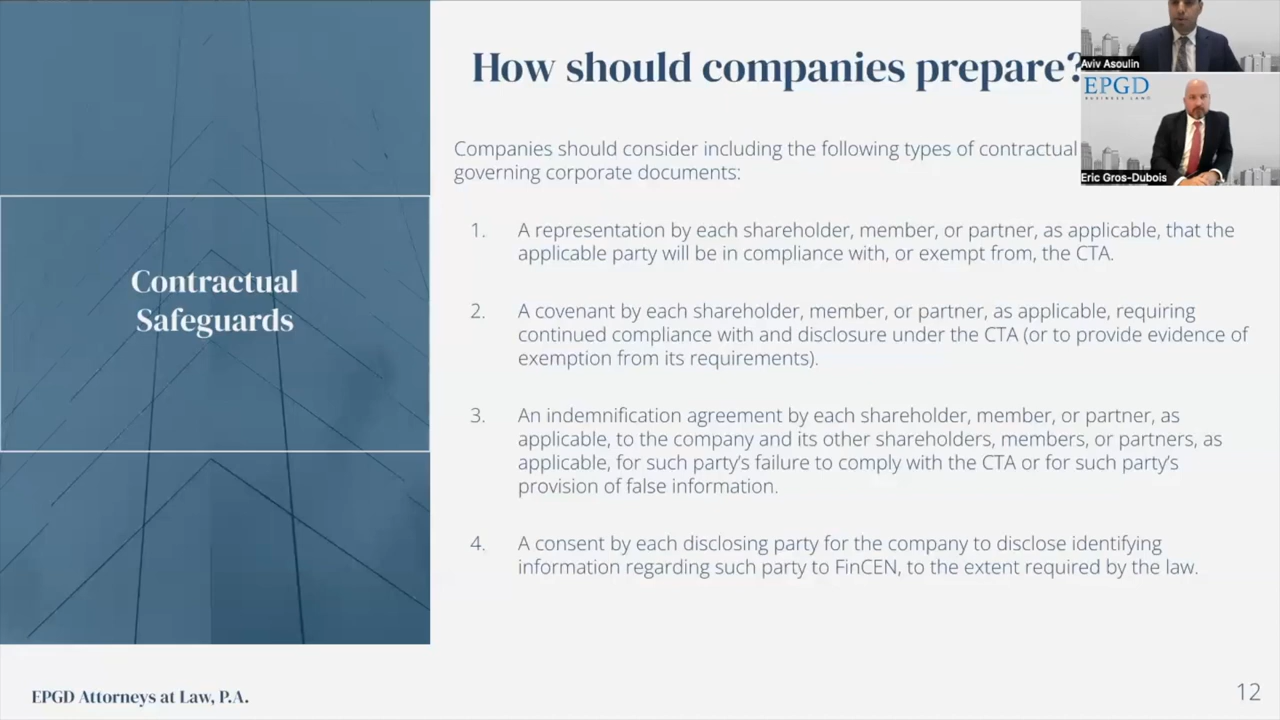 How should companies prepare?
Aviv Asoulin
EPGD
BUSINESS LAW
Eric Gros-Dubois
Companies should consider including the following types of contractual
governing corporate documents:
Contractual
Safeguards
1. A representation by each shareholder, member, or partner, as applicable, that the
applicable party will be in compliance with, or exempt from, the CTA.
2. A covenant by each shareholder, member, or partner, as applicable, requiring
continued compliance with and disclosure under the CTA (or to provide evidence of
exemption from its requirements).
3. An indemnification agreement by each shareholder, member, or partner, as
applicable, to the company and its other shareholders, members, or partners, as
applicable, for such party's failure to comply with the CTA or for such party's
provision of false information.
4. A consent by each disclosing party for the company to disclose identifying
information regarding such party to FinCEN, to the extent required by the law.
EPGD Attorneys at Law, P.A.
12